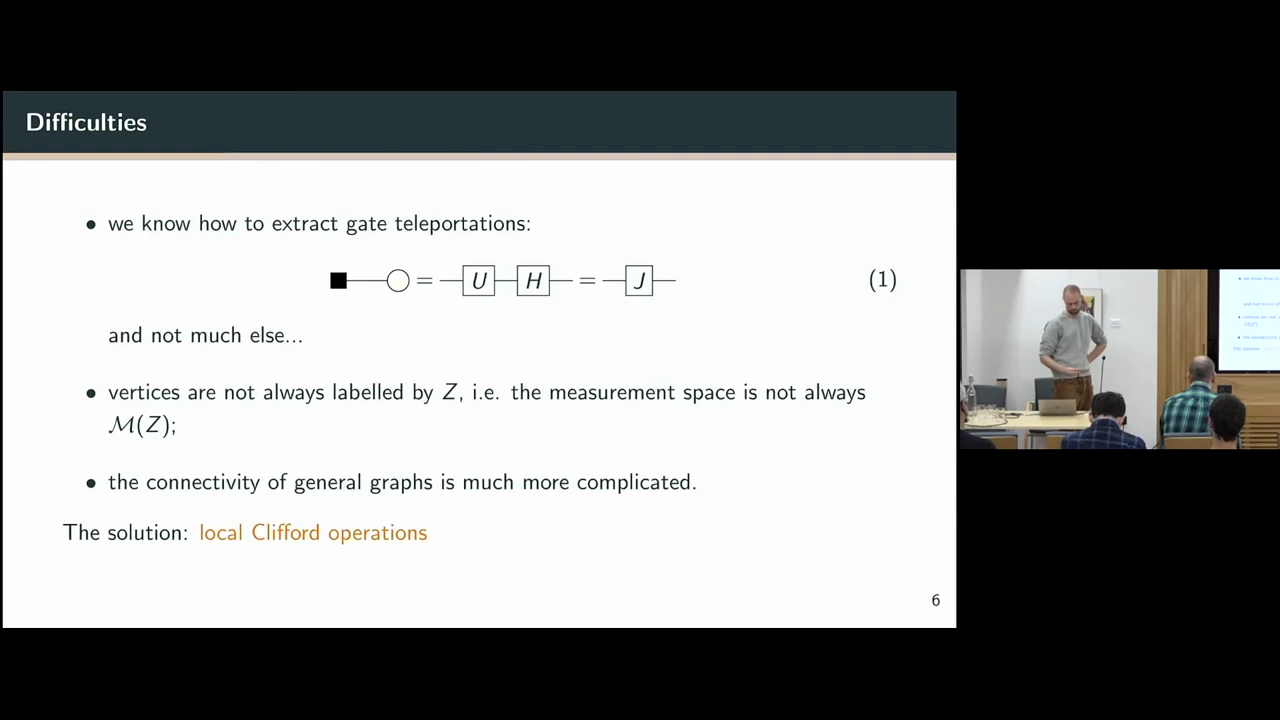 Difficulties
• we know how to extract gate teleportations:
= U H = J (1)
and not much else...
• vertices are not always labelled by Z, i.e. the measurement space is not always
ℳ(Z);
• the connectivity of general graphs is much more complicated.
The solution: local Clifford operations
6